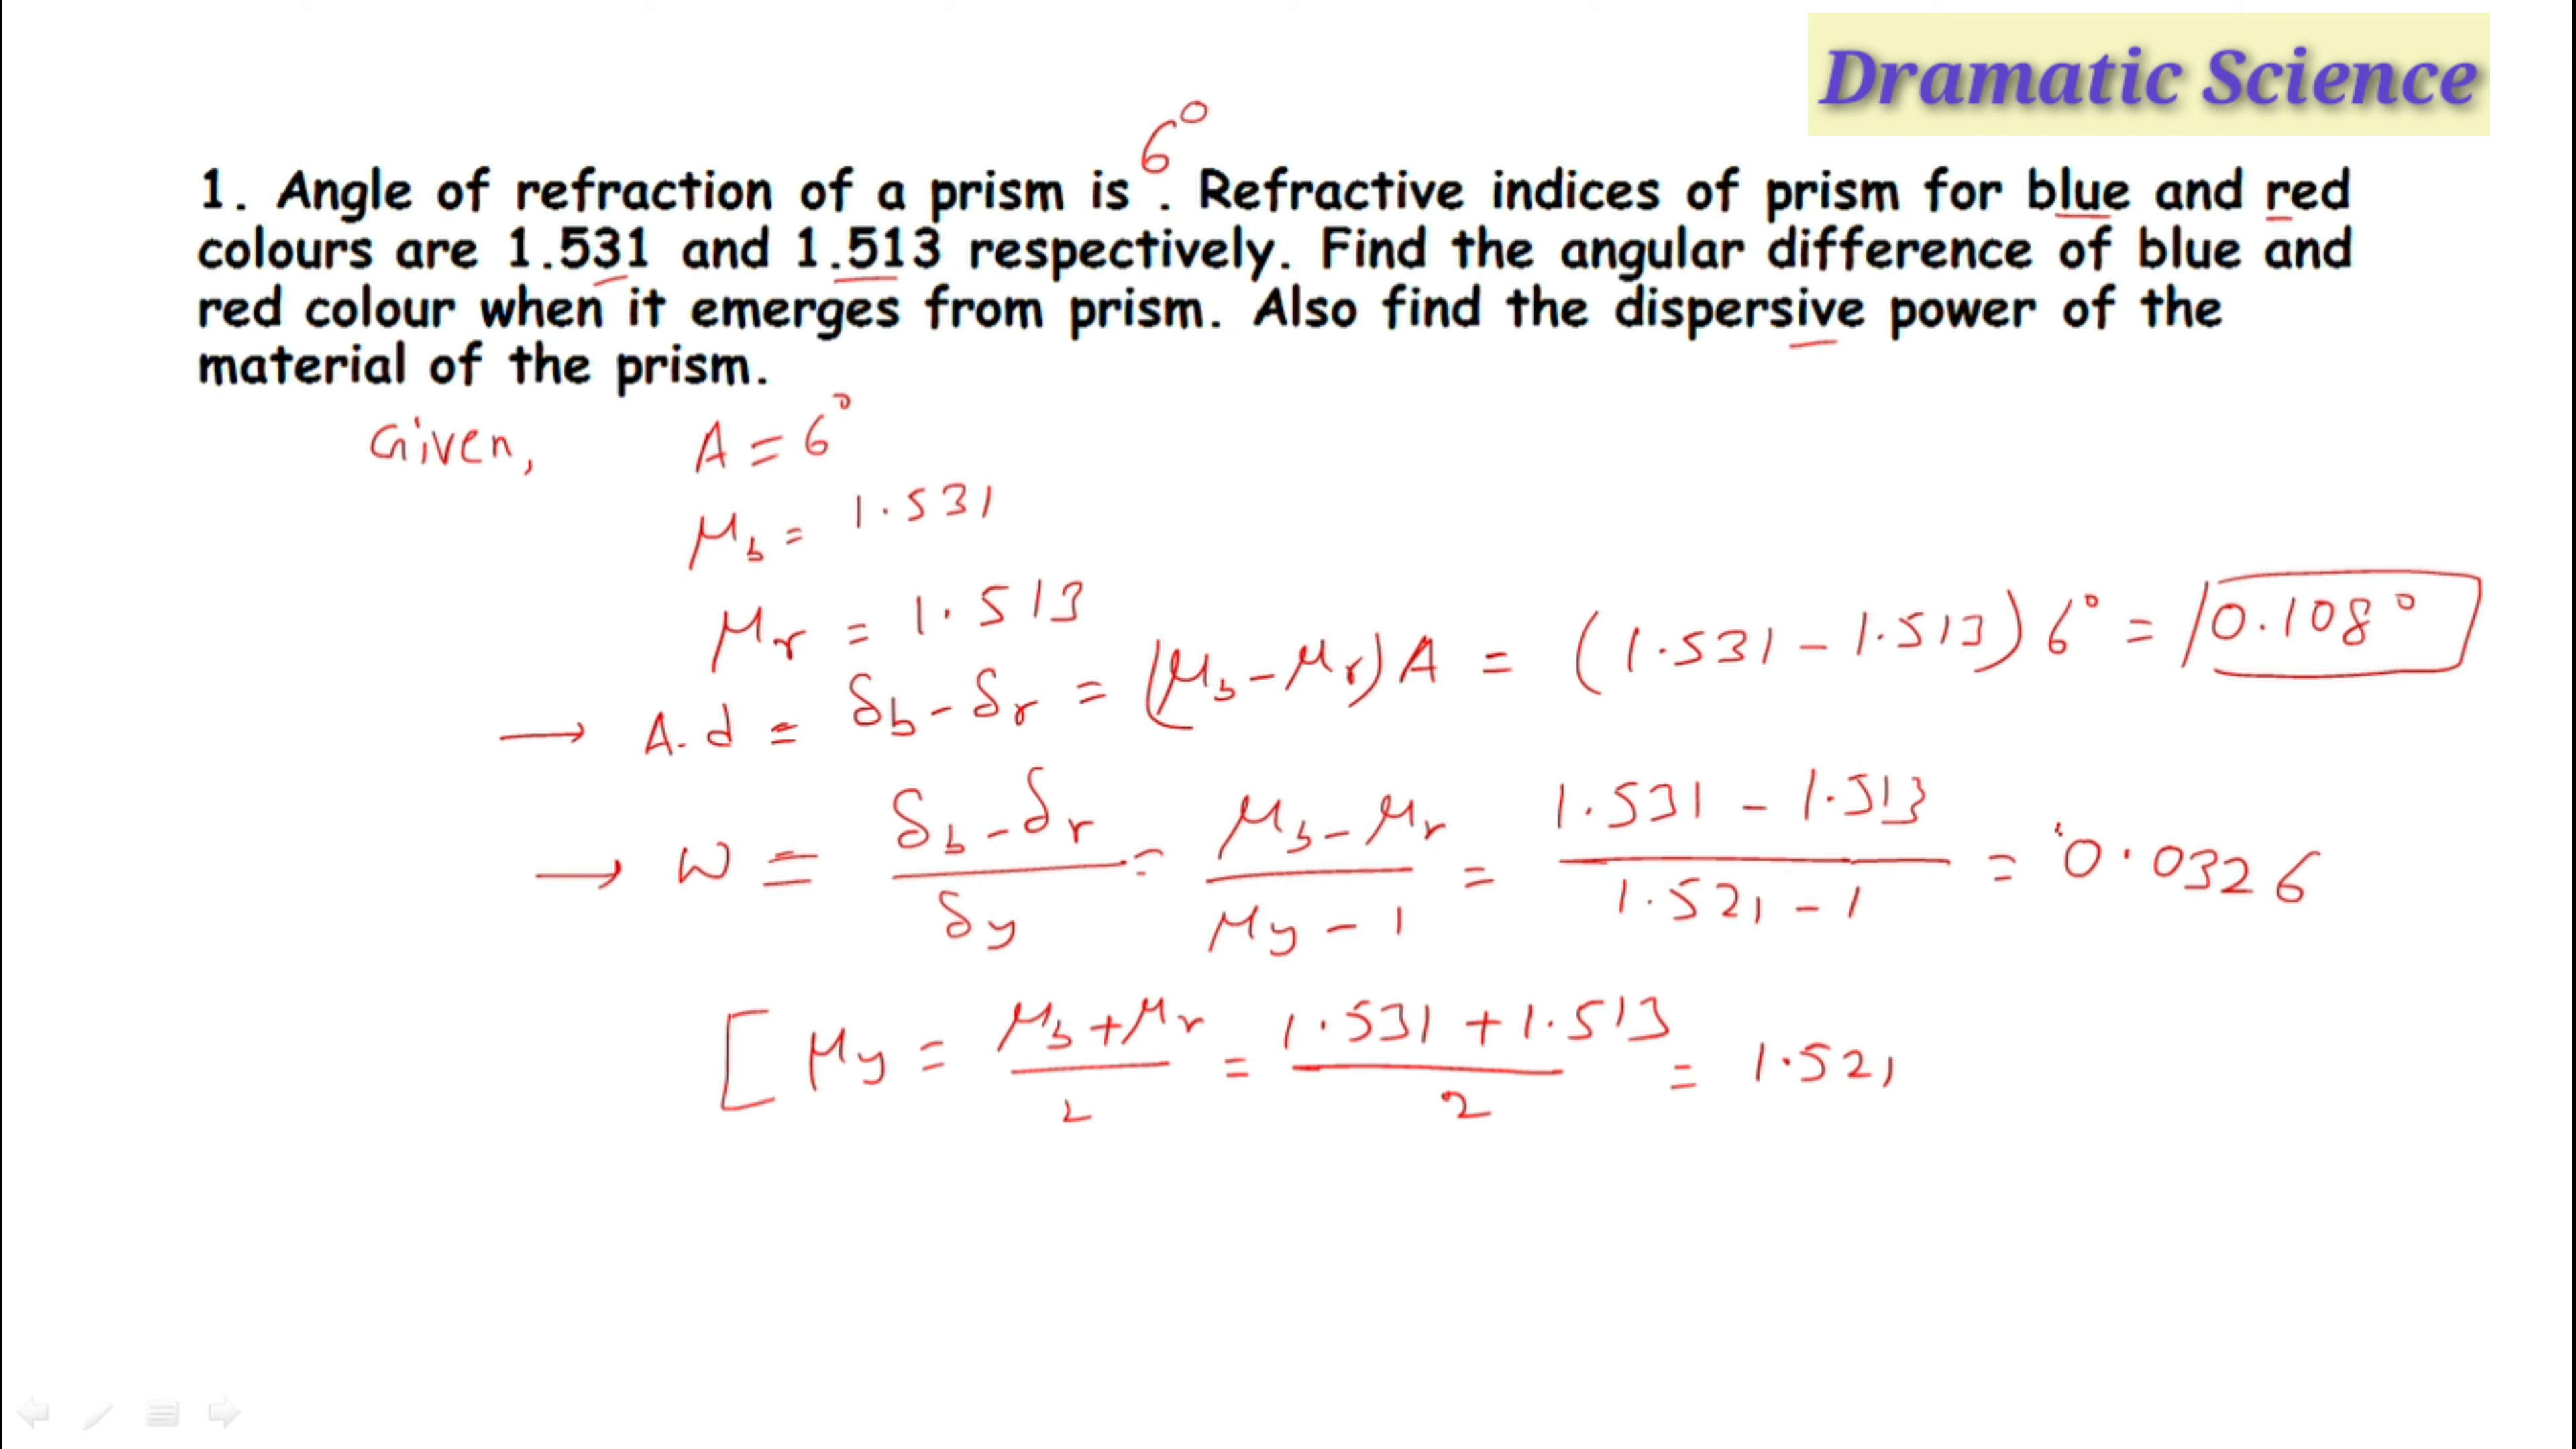 Dramatic Science
6°
1. Angle of refraction of a prism is . Refractive indices of prism for blue and red
colours are 1.531 and 1.513 respectively. Find the angular difference of blue and
red colour when it emerges from prism. Also find the dispersive power of the
material of the prism.
Given, A = 6°
μb = 1.531
μr = 1.513
→ A.d = δb - δr = (μb - μr) A = (1.531 - 1.513) 6° = 0.108°
→ ω = (δb - δr)/δy = (μb - μr)/(μy - 1) = (1.531 - 1.513)/(1.521 - 1) = 0.0326
[ μy = (μb + μr)/2 = (1.531 + 1.513)/2 = 1.521